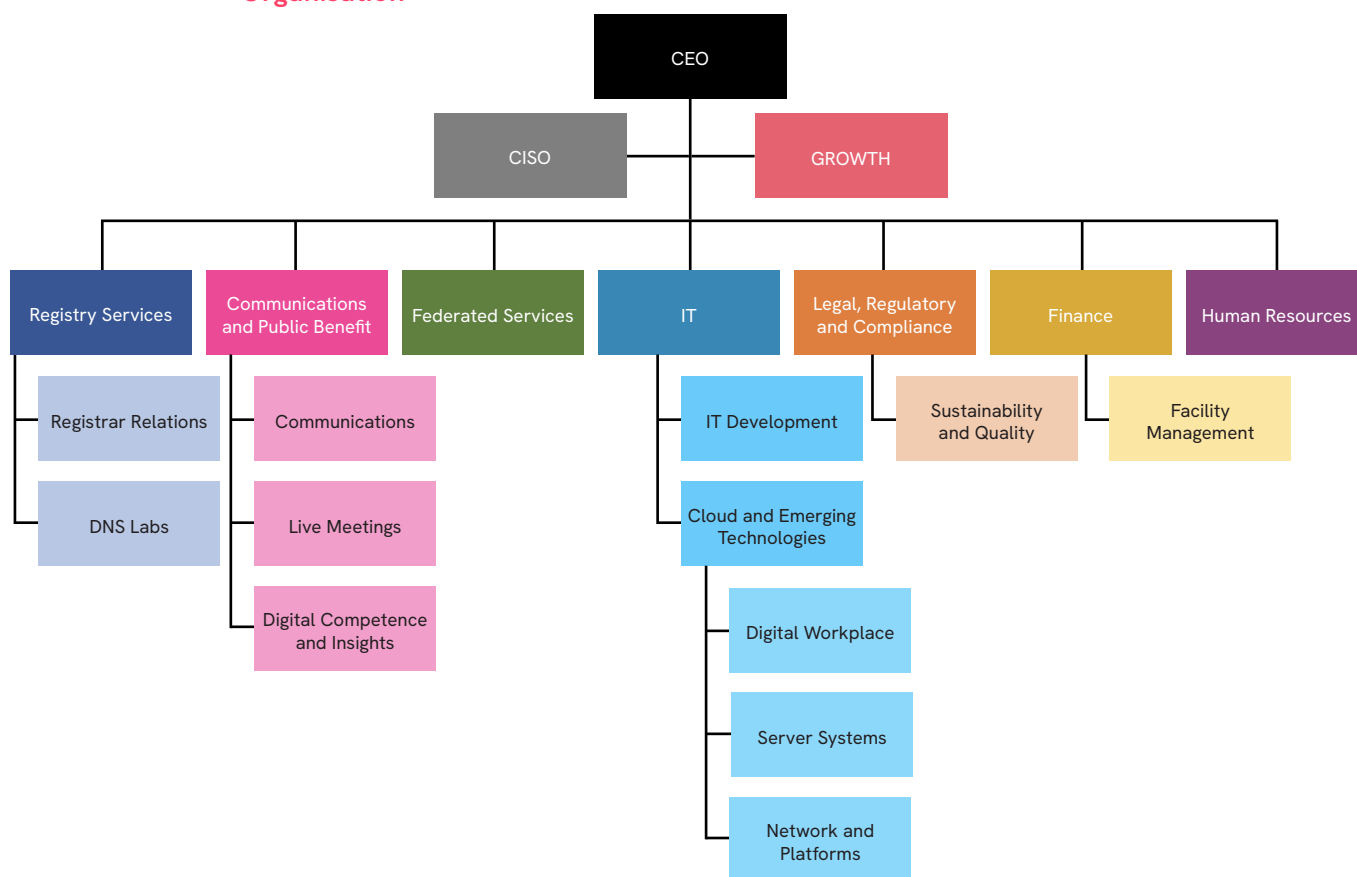 Organisation
CEO
CISO
GROWTH
Registry Services
Communications
and Public Benefit
Federated Services
IT
Legal, Regulatory
and Compliance
Finance
Human Resources
Registrar Relations
Communications
IT Development
Sustainability
and Quality
Facility
Management
DNS Labs
Live Meetings
Cloud and Emerging
Technologies
Digital Competence
and Insights
Digital Workplace
Server Systems
Network and
Platforms